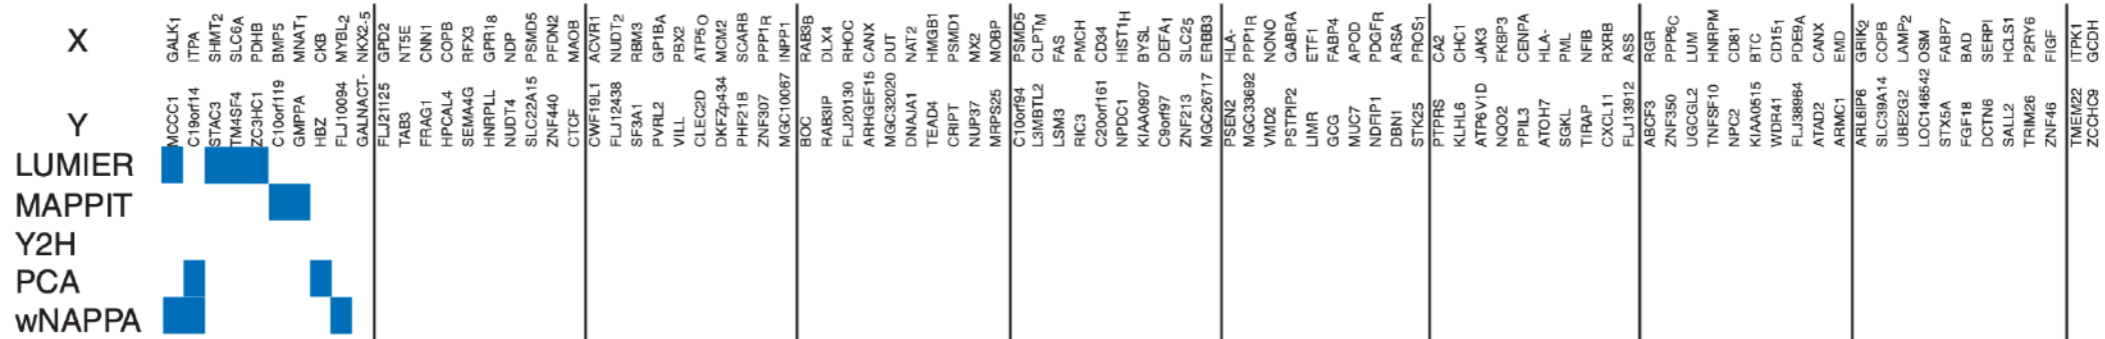 X GALK1 ITPA SHMT2 SLC6A PDHB BMP5 MNAT1 CKB MYBL2 NKX2-5 GPD2 NT5E CNN1 COPB RFX3 GPR18 NDP PSMD5 PFDN2 MAOB ACVR1 NUDT2 RBM3 GP1BA PBX2 ATP5O MCM2 SCARB PPP1R INPP1 RAB3B DLX4 RHOC CANX DUT NAT2 HMGB1 PSMD1 MX2 MOBP PSMD5 CLPTM FAS PMCH CD34 HIST1H BYSL DEFA1 SLC25 ERBB3 HLA- PPP1R NONO GABRA ETF1 FABP4 APOD PDGFR ARSA PROS1 CA2 CHC1 JAK3 FKBP3 CENPA HLA- PML NFIB RXRB ASS RGR PPP6C LUM HNRPM CD81 BTC CD151 PDE9A CANX EMD GRIK2 COPB LAMP2 OSM FABP7 BAD SERPI HCLS1 P2RY6 FIGF ITPK1 GCDH
Y MCCC1 C19orf14 STAC3 TM4SF4 ZC3HC1 C10orf119 GMPPA HBZ FLJ10094 GALNACT- FLJ21125 TAB3 FRAG1 HPCAL4 SEMA4G HNRPLL NUDT4 SLC22A15 ZNF440 CTCF CWF19L1 FLJ12438 SF3A1 PVRL2 VILL CLEC2D DKFZp434 PHF21B ZNF307 MGC10067 BOC RAB3IP FLJ20130 ARHGEF15 MGC32020 DNAJA1 TEAD4 CRIPT NUP37 MRPS25 C10orf94 L3MBTL2 LSM3 RIC3 C20orf161 NPDC1 KIAA0907 C9orf97 ZNF213 MGC26717 PSEN2 MGC33692 VMD2 PSTPIP2 LIMR GCG MUC7 NDFIP1 DBN1 STK25 PTPRS KLHL6 ATP6V1D NQO2 PPIL3 ATOH7 SGKL TIRAP CXCL11 FLJ13912 ABCF3 ZNF350 UGCGL2 TNFSF10 NPC2 KIAA0515 WDR41 FLJ38964 ATAD2 ARMC1 ARL6IP6 SLC39A14 UBE2G2 LOC146542 STX5A FGF18 DCTN6 SALL2 TRIM26 ZNF46 TMEM22 ZCCHC9
LUMIER
MAPPIT
Y2H
PCA
wNAPPA